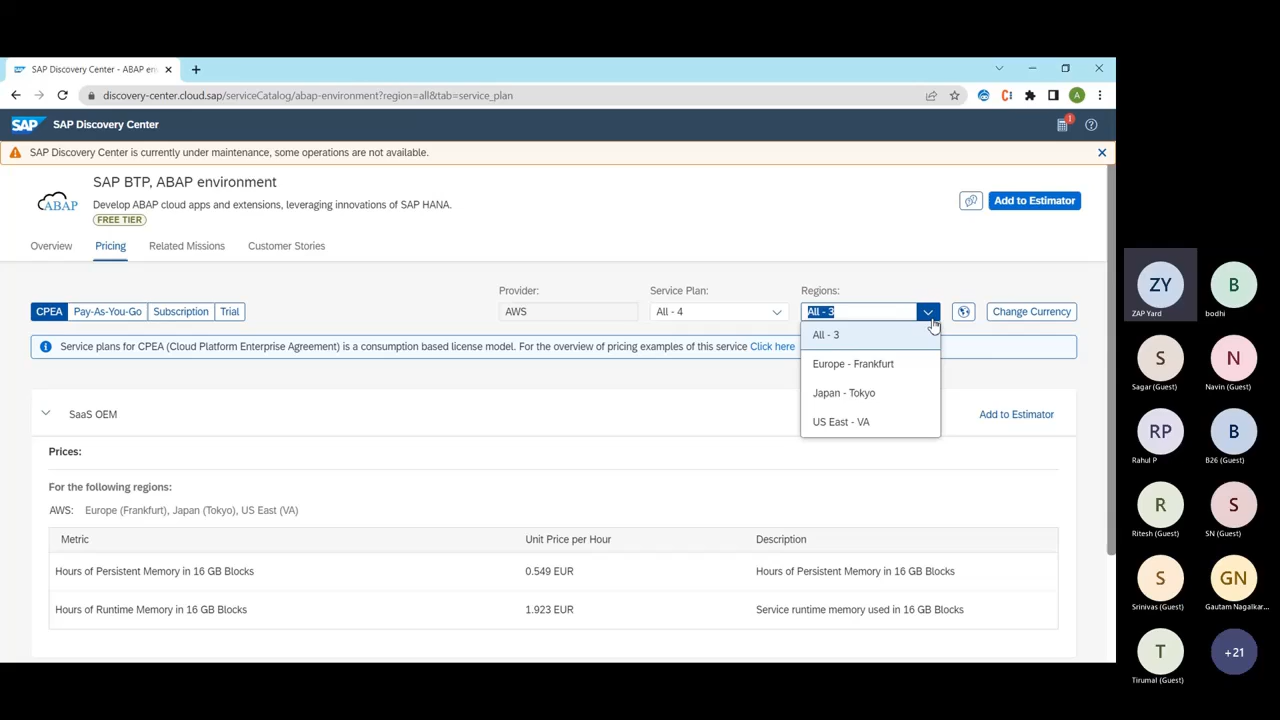 SAP Discovery Center - ABAP en
discovery-center.cloud.sap/serviceCatalog/abap-environment?region=all&tab=service_plan
A
SAP SAP Discovery Center
1
SAP Discovery Center is currently under maintenance, some operations are not available.
SAP BTP, ABAP environment
ABAP
Develop ABAP cloud apps and extensions, leveraging innovations of SAP HANA.
FREE TIER
Add to Estimator
Overview Pricing Related Missions Customer Stories
Provider: Service Plan: Regions:
CPEA Pay-As-You-Go Subscription Trial AWS All - 4 All - 3 Change Currency
All - 3
Europe - Frankfurt
Japan - Tokyo
US East - VA
Service plans for CPEA (Cloud Platform Enterprise Agreement) is a consumption based license model. For the overview of pricing examples of this service Click here
SaaS OEM Add to Estimator
Prices:
For the following regions:
AWS: Europe (Frankfurt), Japan (Tokyo), US East (VA)
Metric Unit Price per Hour Description
Hours of Persistent Memory in 16 GB Blocks 0.549 EUR Hours of Persistent Memory in 16 GB Blocks
Hours of Runtime Memory in 16 GB Blocks 1.923 EUR Service runtime memory used in 16 GB Blocks
ZY B
ZAP Yard bodhi
S N
Sagar (Guest) Navin (Guest)
RP B
Rahul P B26 (Guest)
R S
Ritesh (Guest) SN (Guest)
S GN
Srinivas (Guest) Gautam Nagalkar...
T +21
Tirumal (Guest)